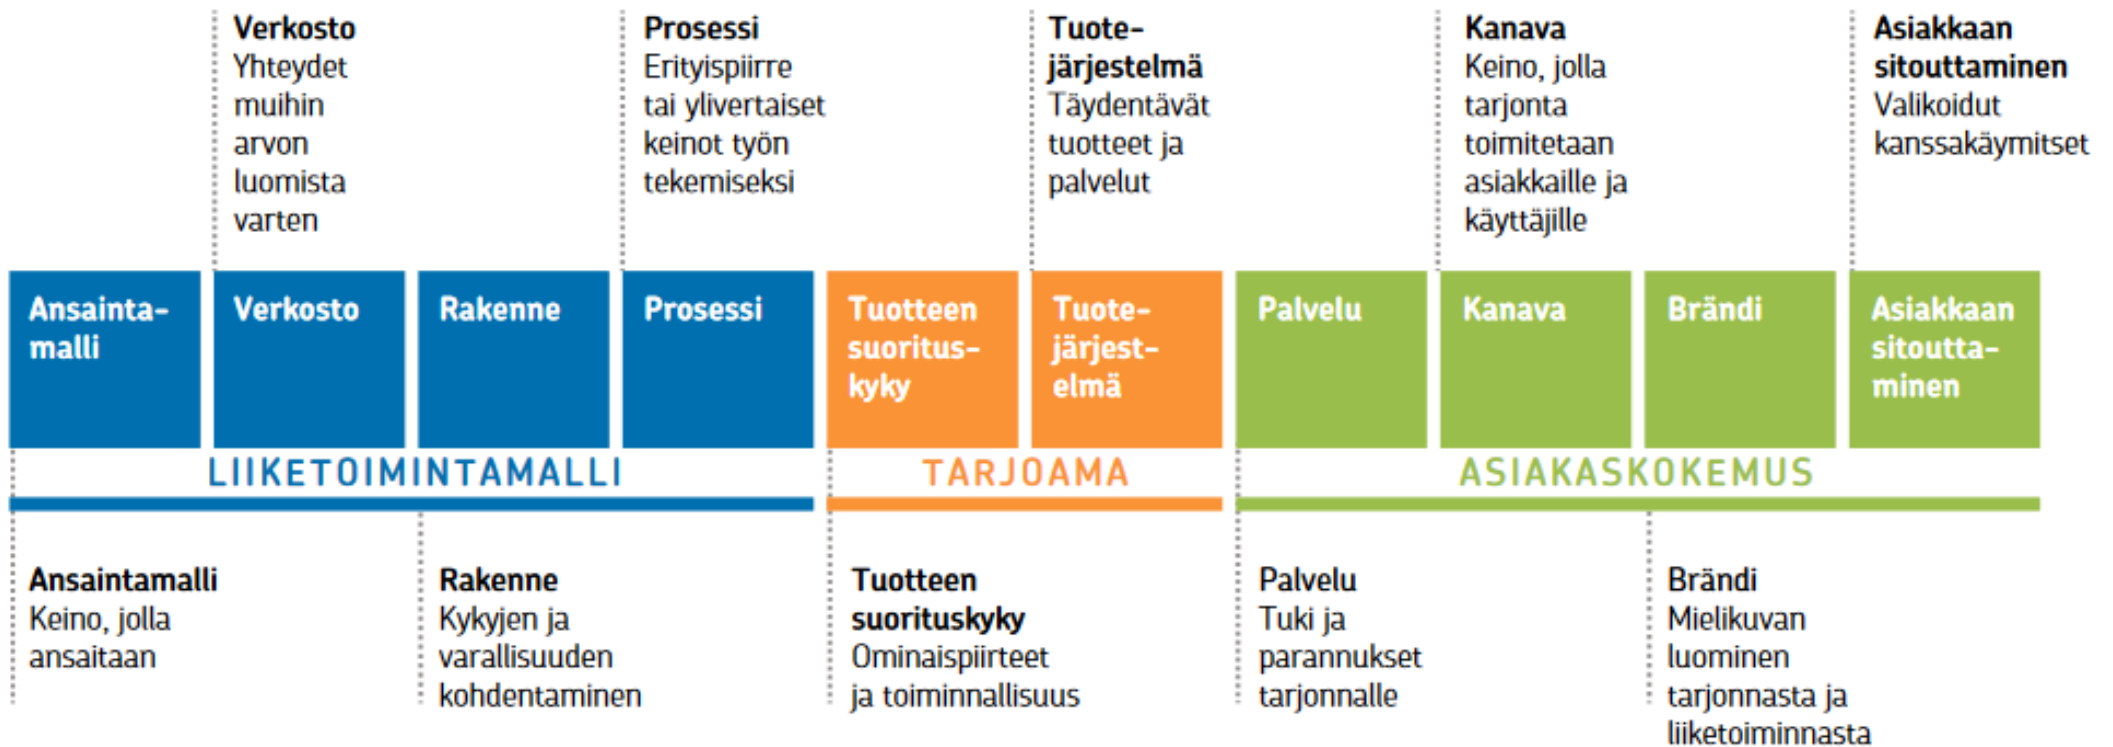 Verkosto
Yhteydet
muihin
arvon
luomista
varten
Prosessi
Erityispiirre
tai ylivertaiset
keinot työn
tekemiseksi
Tuote-
järjestelmä
Täydentävät
tuotteet ja
palvelut
Kanava
Keino, jolla
tarjonta
toimitetaan
asiakkaille ja
käyttäjille
Asiakkaan
sitouttaminen
Valikoidut
kanssakäymitset
Ansainta-
malli
Verkosto
Rakenne
Prosessi
Tuotteen
suoritus-
kyky
Tuote-
järjest-
elmä
Palvelu
Kanava
Brändi
Asiakkaan
sitoutta-
minen
LIIKETOIMINTAMALLI
TARJOAMA
ASIAKASKOKEMUS
Ansaintamalli
Keino, jolla
ansaitaan
Rakenne
Kykyjen ja
varallisuuden
kohdentaminen
Tuotteen
suorituskyky
Ominaispiirteet
ja toiminnallisuus
Palvelu
Tuki ja
parannukset
tarjonnalle
Brändi
Mielikuvan
luominen
tarjonnasta ja
liiketoiminnasta